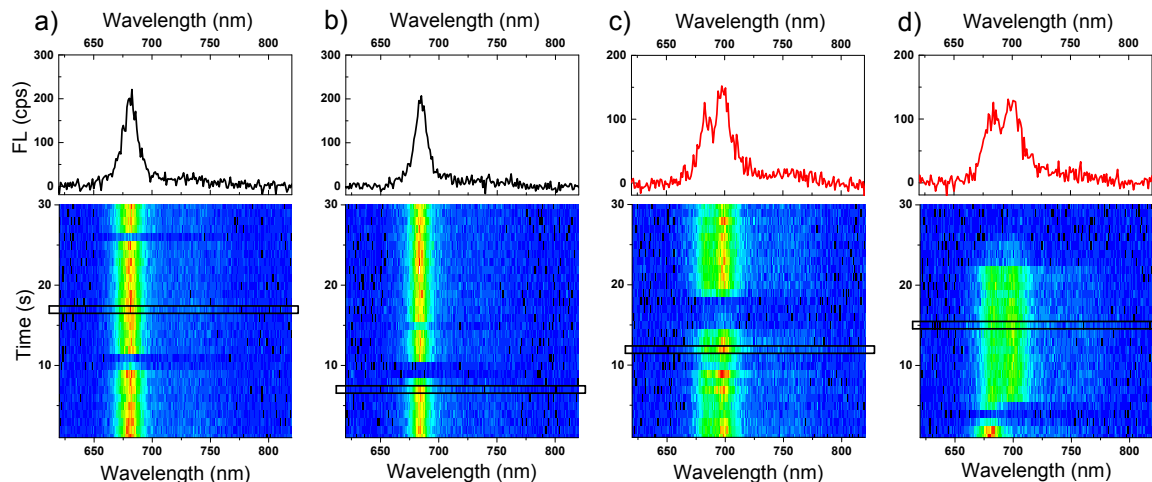 a) Wavelength (nm) b) Wavelength (nm) c) Wavelength (nm) d) Wavelength (nm)
650 700 750 800 650 700 750 800 650 700 750 800 650 700 750 800
300 300 200 200
200 200 150 150
100 100 100 100
50 50
0 0 0 0
FL (cps)
30 30 30 30
20 20 20 20
10 10 10 10
Time (s)
650 700 750 800 650 700 750 800 650 700 750 800 650 700 750 800
Wavelength (nm) Wavelength (nm) Wavelength (nm) Wavelength (nm)